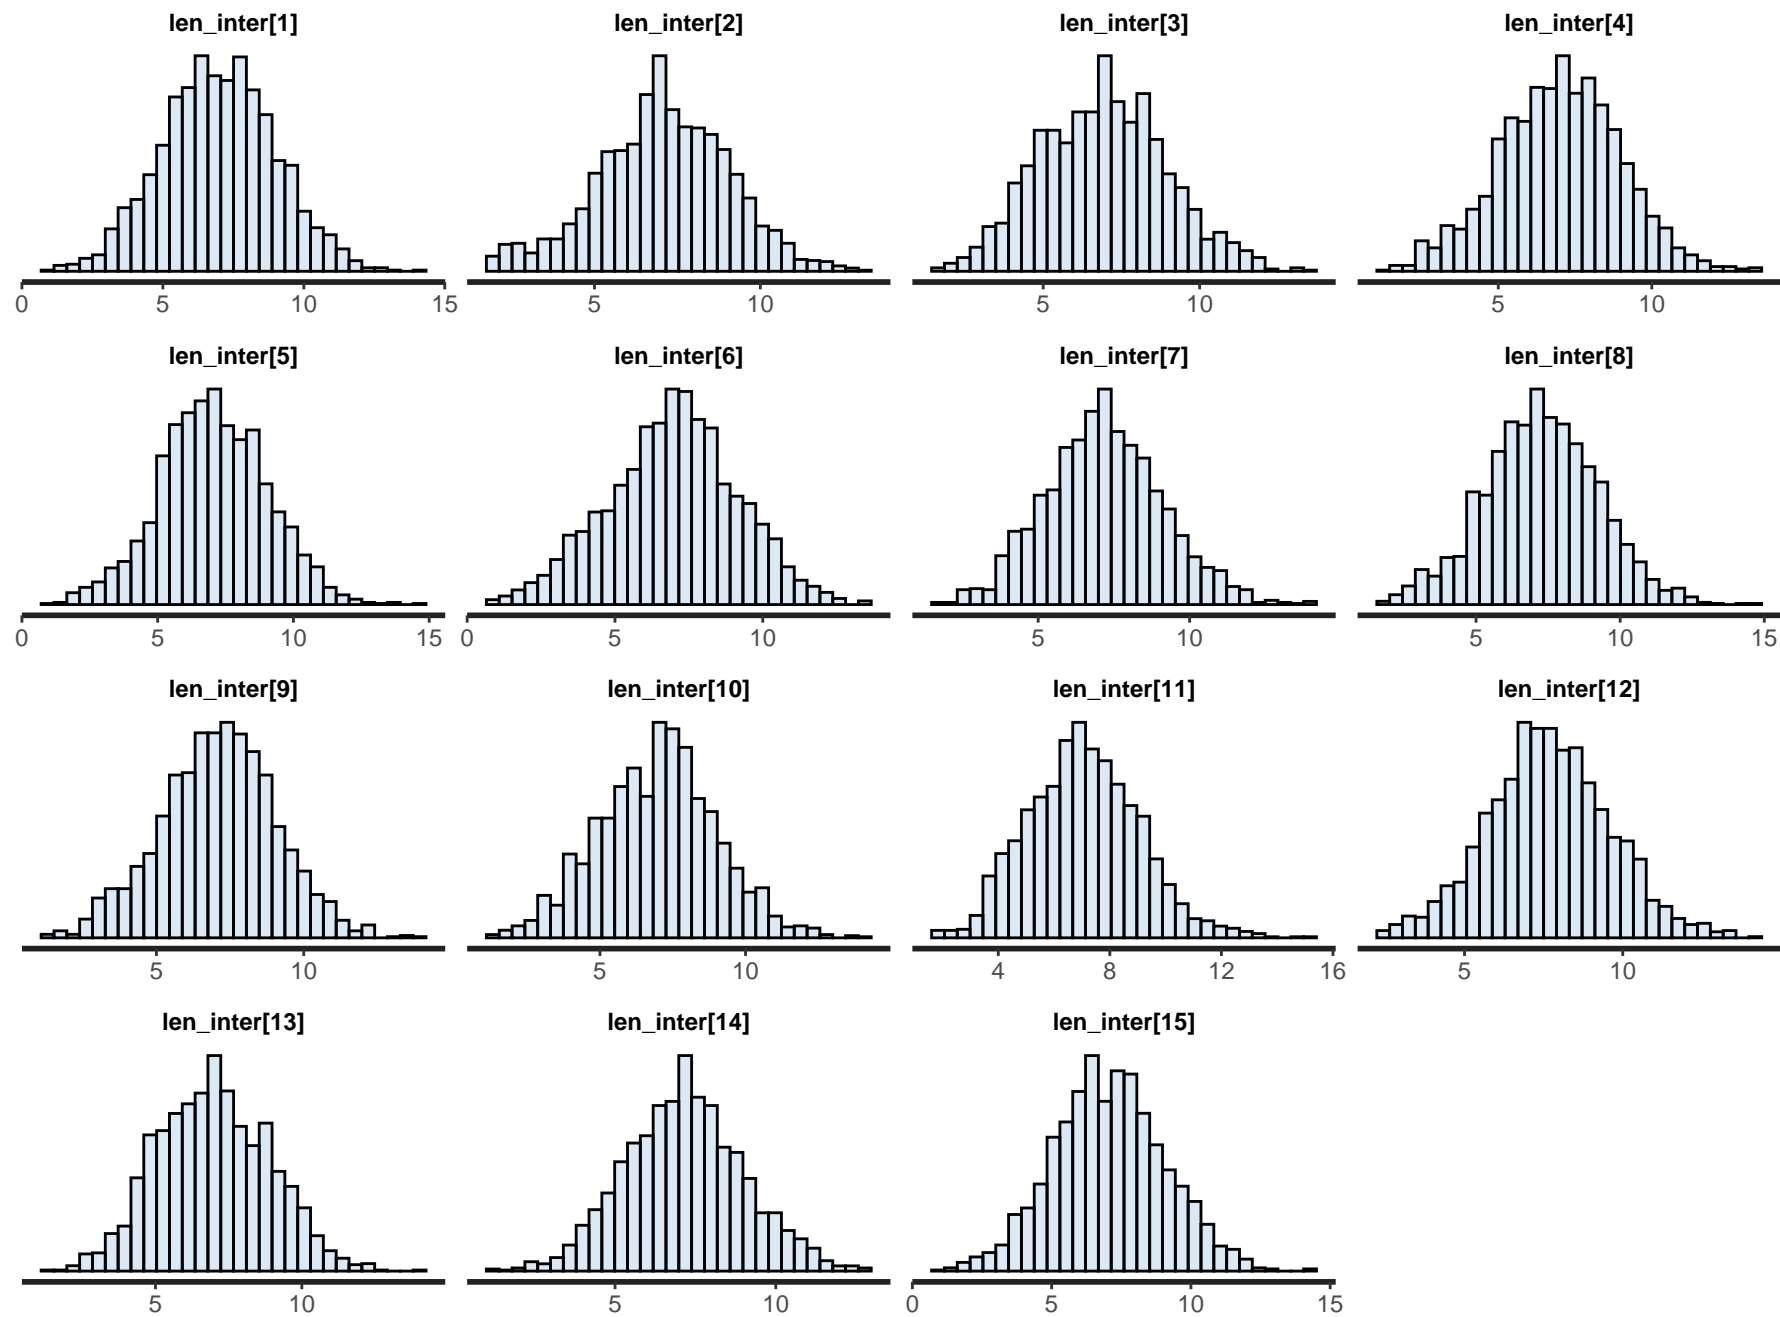 len_inter[1] len_inter[2] len_inter[3] len_inter[4]
0 5 10 15 5 10 5 10 5 10
len_inter[5] len_inter[6] len_inter[7] len_inter[8]
0 5 10 15 0 5 10 5 10 5 10 15
len_inter[9] len_inter[10] len_inter[11] len_inter[12]
5 10 5 10 4 8 12 16 5 10
len_inter[13] len_inter[14] len_inter[15]
5 10 5 10 0 5 10 15